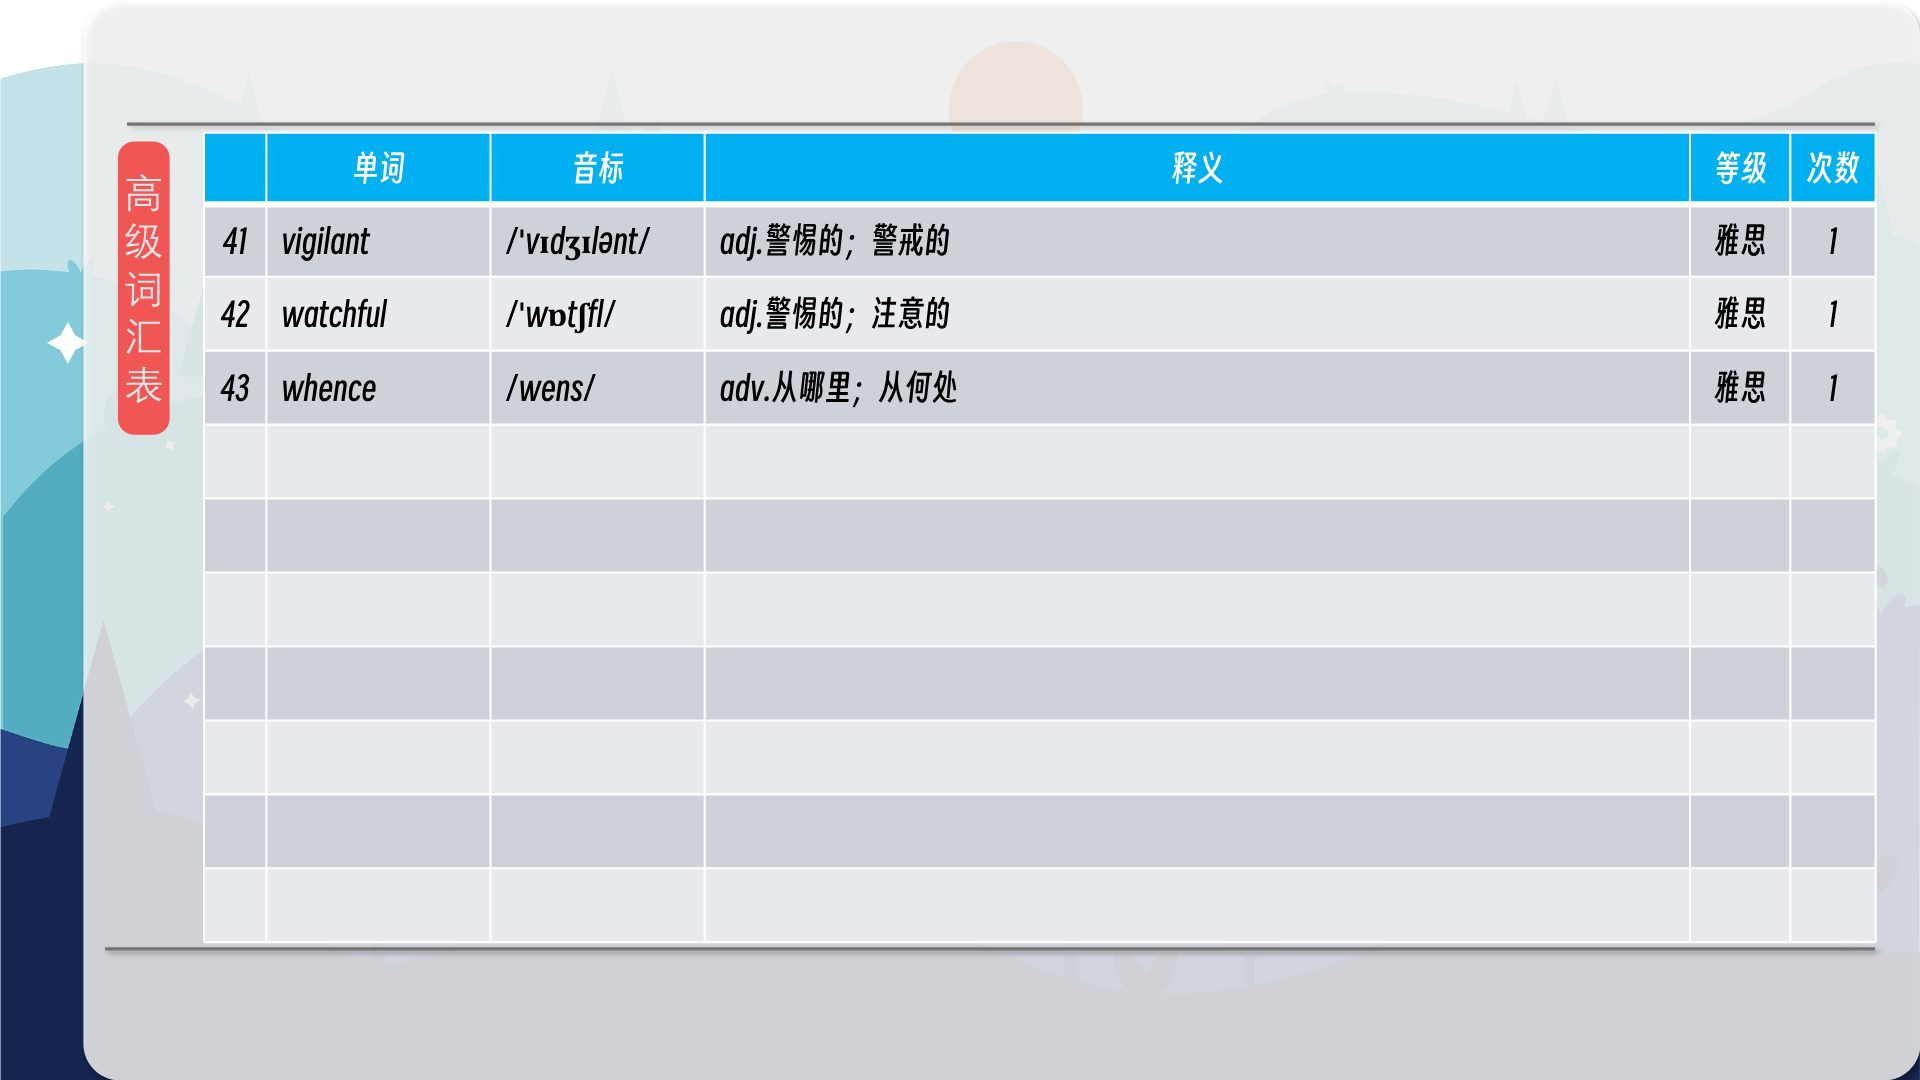 高级词汇表
单词 音标 释义 等级 次数
41 vigilant /ˈvɪdʒɪlənt/ adj.警惕的；警戒的 雅思 1
42 watchful /ˈwɒtʃfl/ adj.警惕的；注意的 雅思 1
43 whence /wens/ adv.从哪里；从何处 雅思 1